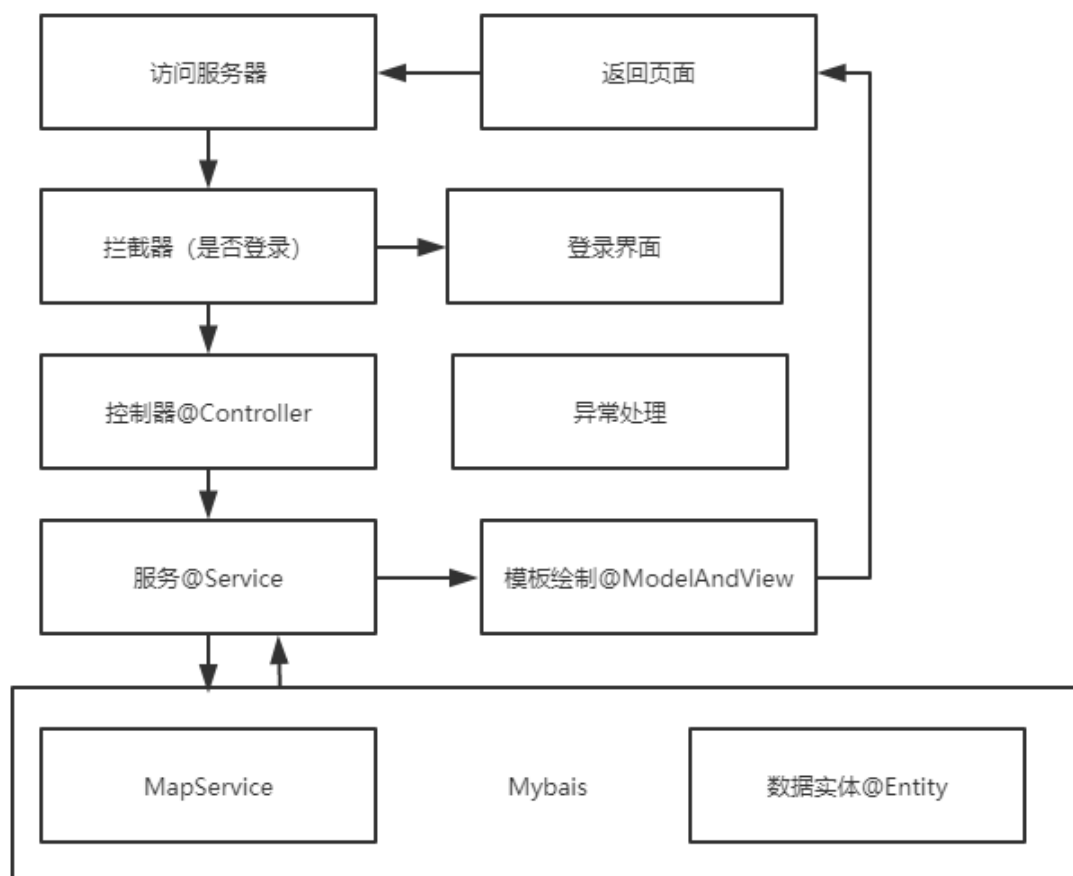 访问服务器
返回页面
拦截器（是否登录）
登录界面
控制器@Controller
异常处理
服务@Service
模板绘制@ModelAndView
MapService
Mybais
数据实体@Entity